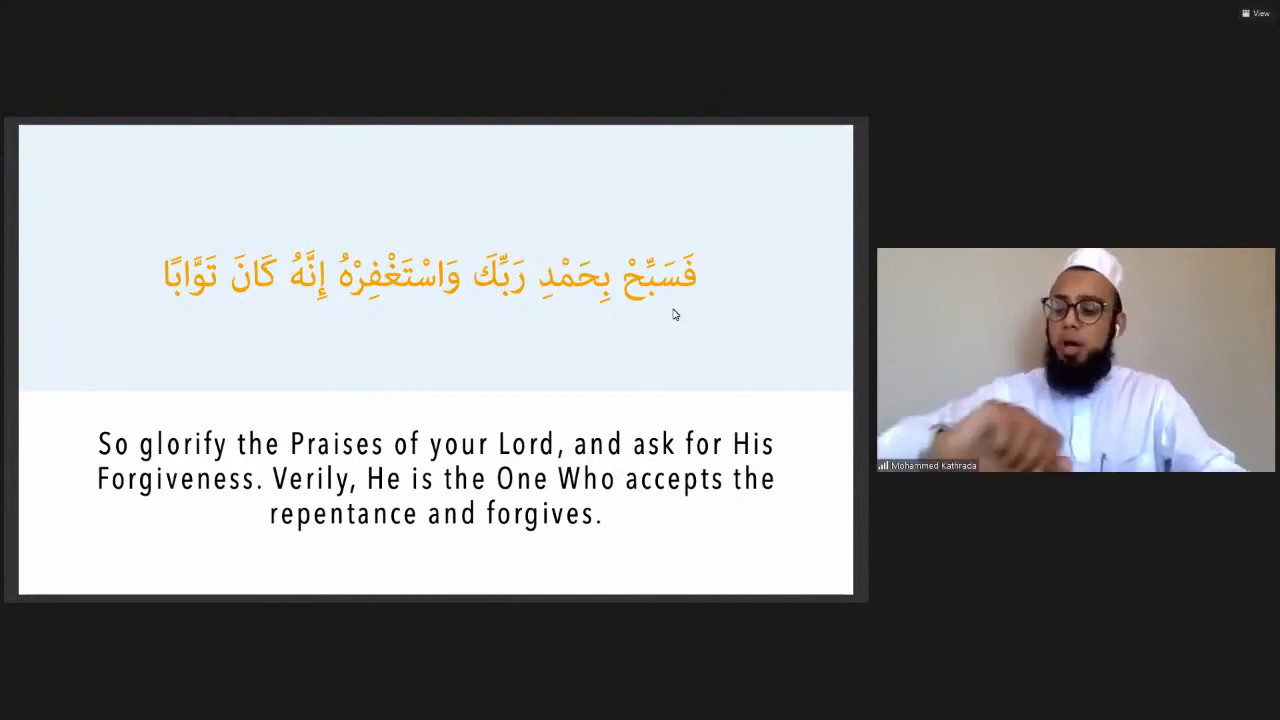 View
فَسَبِّحْ بِحَمْدِ رَبِّكَ وَاسْتَغْفِرْهُ إِنَّهُ كَانَ تَوَّابًا
So glorify the Praises of your Lord, and ask for His
Forgiveness. Verily, He is the One Who accepts the
repentance and forgives.
Mohammed Kathrada